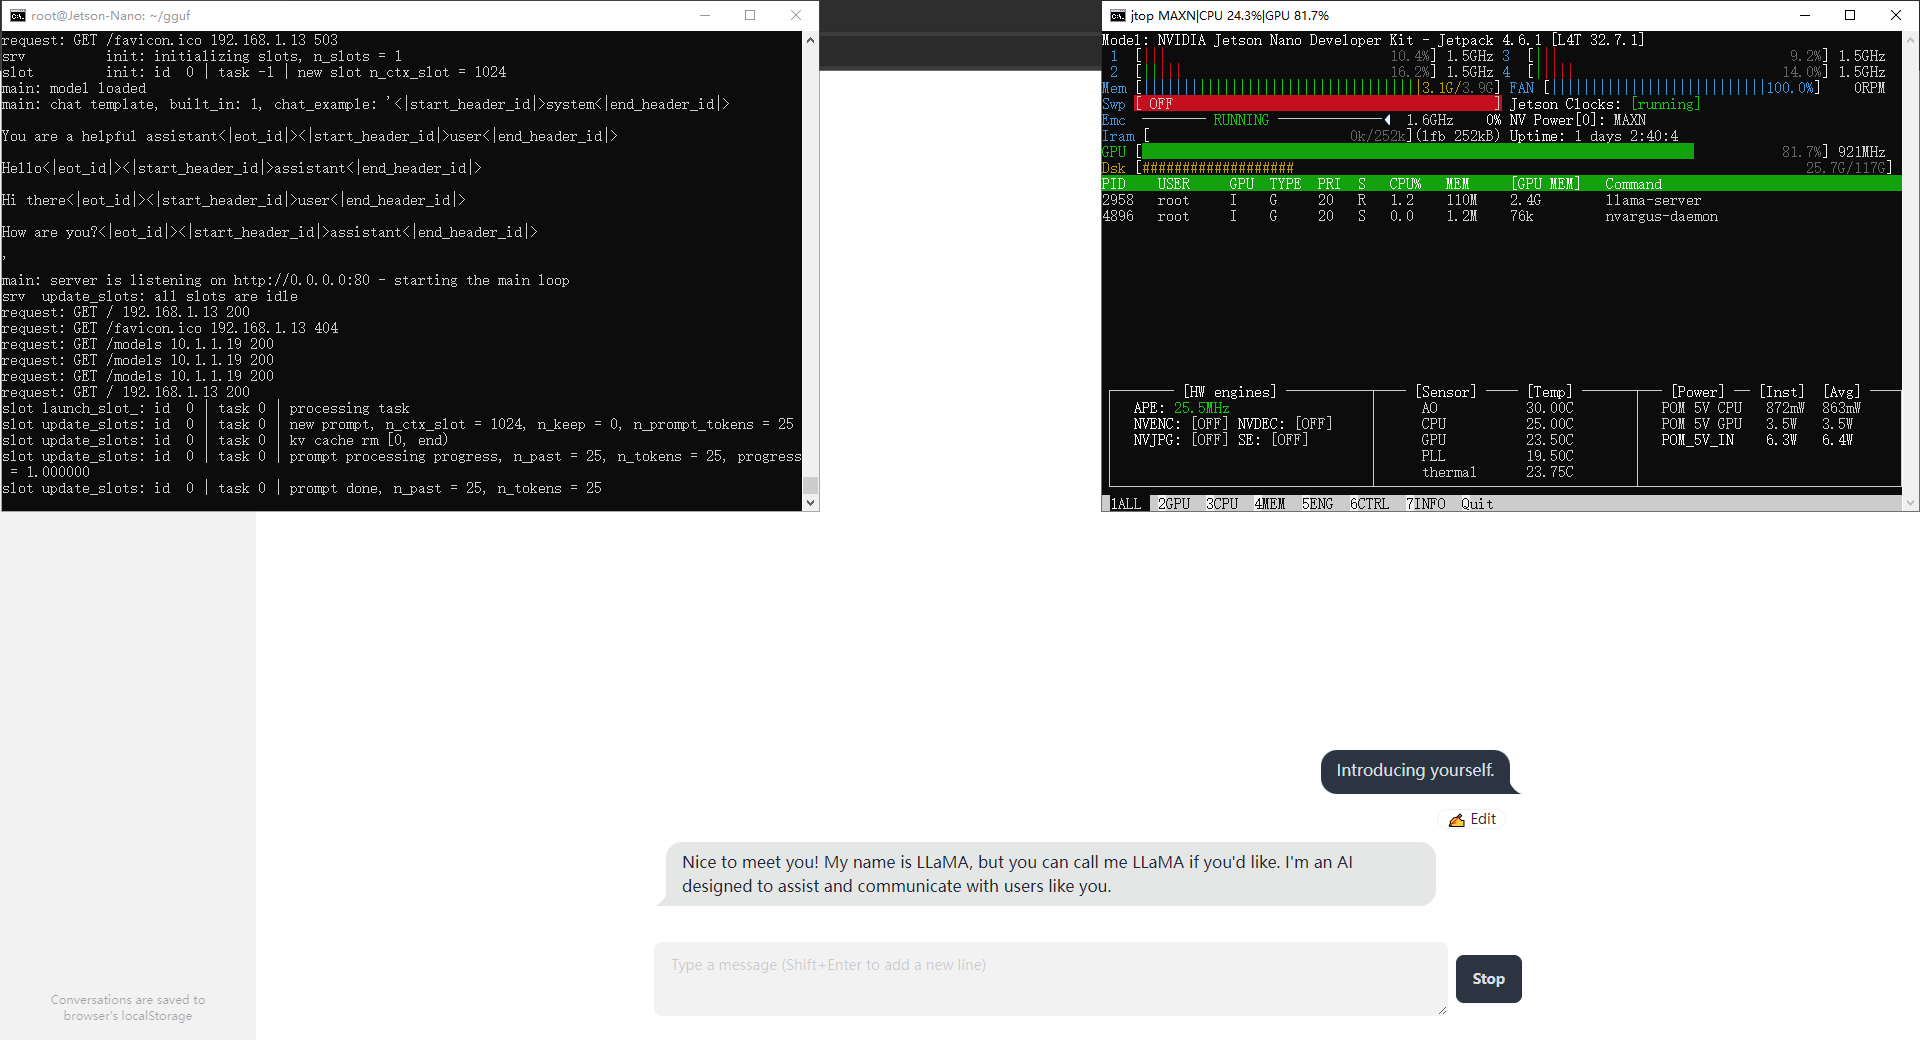 root@Jetson-Nano: ~/gguf
request: GET /favicon.ico 192.168.1.13 503
srv          init: initializing slots, n_slots = 1
slot         init: id  0 | task -1 | new slot n_ctx_slot = 1024
main: model loaded
main: chat template, built_in: 1, chat_example: '<|start_header_id|>system<|end_header_id|>
You are a helpful assistant<|eot_id|><|start_header_id|>user<|end_header_id|>
Hello<|eot_id|><|start_header_id|>assistant<|end_header_id|>
Hi there<|eot_id|><|start_header_id|>user<|end_header_id|>
How are you?<|eot_id|><|start_header_id|>assistant<|end_header_id|>
'
main: server is listening on http://0.0.0.0:80 - starting the main loop
srv  update_slots: all slots are idle
request: GET / 192.168.1.13 200
request: GET /favicon.ico 192.168.1.13 404
request: GET /models 10.1.1.19 200
request: GET /models 10.1.1.19 200
request: GET /models 10.1.1.19 200
request: GET / 192.168.1.13 200
slot launch_slot_: id  0 | task 0 | processing task
slot update_slots: id  0 | task 0 | new prompt, n_ctx_slot = 1024, n_keep = 0, n_prompt_tokens = 25
slot update_slots: id  0 | task 0 | kv cache rm [0, end)
slot update_slots: id  0 | task 0 | prompt processing progress, n_past = 25, n_tokens = 25, progress
= 1.000000
slot update_slots: id  0 | task 0 | prompt done, n_past = 25, n_tokens = 25
jtop MAXN|CPU 24.3%|GPU 81.7%
Model: NVIDIA Jetson Nano Developer Kit - Jetpack 4.6.1 [L4T 32.7.1]
1 [||| 10.4%] 1.5GHz 3 [||| 9.2%] 1.5GHz
2 [||||| 16.2%] 1.5GHz 4 [||||| 14.0%] 1.5GHz
Mem [||||||||||||||||||||||||||||||||||3.1G/3.9G] FAN [|||||||||||||||||||||||||||100.0%] 0RPM
Swp [ OFF ] Jetson Clocks: [running]
Emc RUNNING 1.6GHz 0% NV Power[0]: MAXN
Iram [ 0k/252k](lfb 252kB) Uptime: 1 days 2:40:4
GPU [ 81.7%] 921MHz
Dsk [################### 25.7G/117G]
PID USER GPU TYPE PRI S CPU% MEM [GPU MEM] Command
2958 root I G 20 R 1.2 110M 2.4G llama-server
4896 root I G 20 S 0.0 1.2M 76k nvargus-daemon
[HW engines] [Sensor] [Temp] [Power] [Inst] [Avg]
APE: 25.5MHz AO 30.00C POM_5V_CPU 872mW 863mW
NVENC: [OFF] NVDEC: [OFF] CPU 25.00C POM_5V_GPU 3.5W 3.5W
NVJPG: [OFF] SE: [OFF] GPU 23.50C POM_5V_IN 6.3W 6.4W
PLL 19.50C
thermal 23.75C
1ALL 2GPU 3CPU 4MEM 5ENG 6CTRL 7INFO Quit
Introducing yourself.
Edit
Nice to meet you! My name is LLaMA, but you can call me LLaMA if you'd like. I'm an AI
designed to assist and communicate with users like you.
Type a message (Shift+Enter to add a new line)
Stop
Conversations are saved to
browser's localStorage